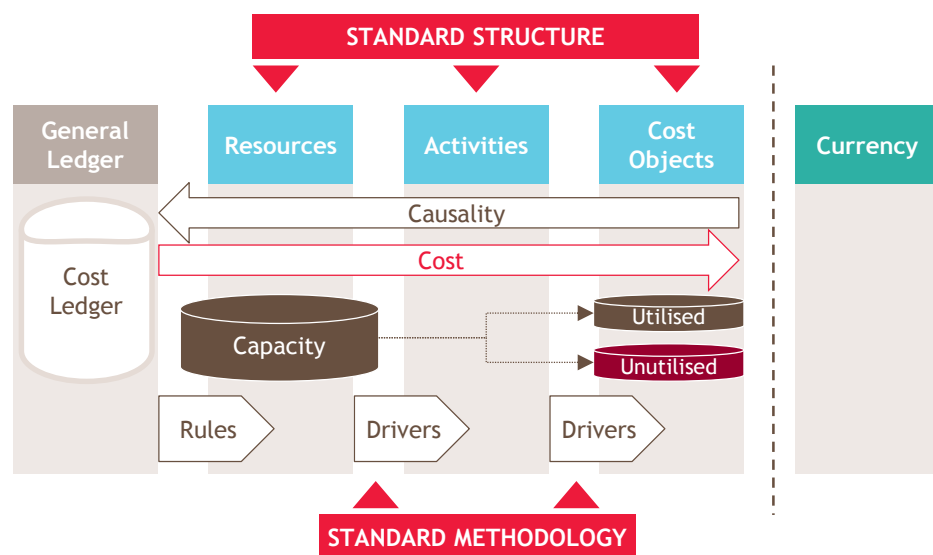 STANDARD STRUCTURE
General
Ledger
Resources
Activities
Cost
Objects
Currency
Causality
Cost
Cost
Ledger
Capacity
Utilised
Unutilised
Rules
Drivers
Drivers
STANDARD METHODOLOGY